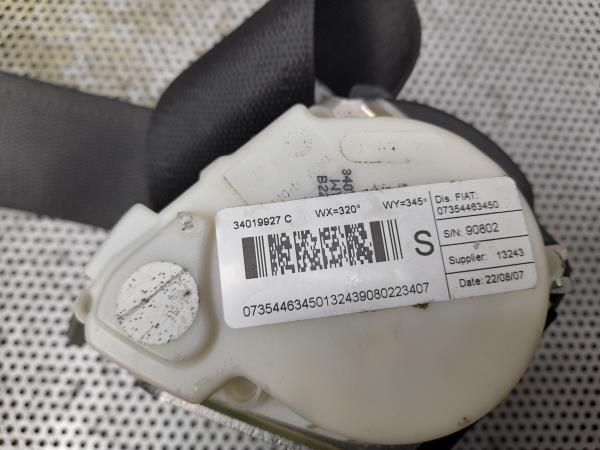 34019927 C WX=320° WY=345°
S
Dis. FIAT:
07354463450
S/N: 90802
Supplier: 13243
Date: 22/08/07
07354463450132439080223407